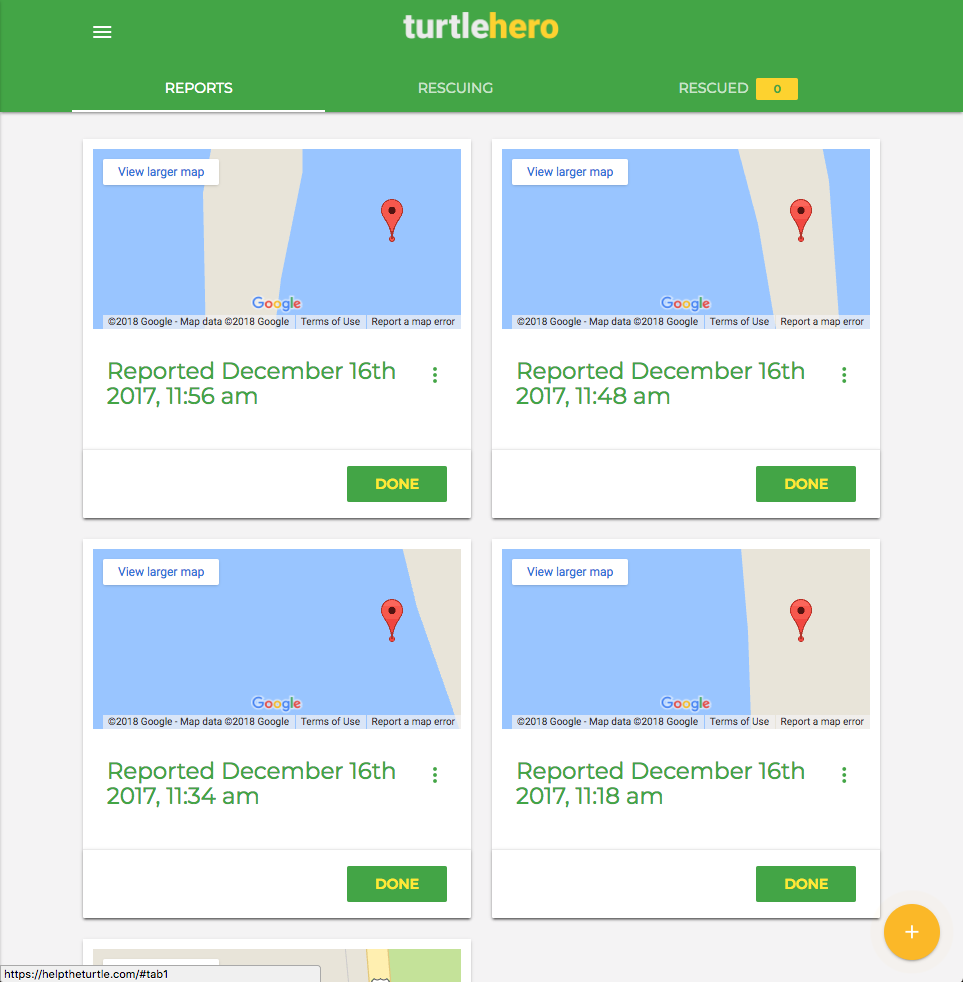 turtlehero
REPORTS
RESCUING
RESCUED 0
View larger map
Google
©2018 Google - Map data ©2018 Google Terms of Use Report a map error
Reported December 16th
2017, 11:56 am
DONE
View larger map
Google
©2018 Google - Map data ©2018 Google Terms of Use Report a map error
Reported December 16th
2017, 11:48 am
DONE
View larger map
Google
©2018 Google - Map data ©2018 Google Terms of Use Report a map error
Reported December 16th
2017, 11:34 am
DONE
View larger map
Google
©2018 Google - Map data ©2018 Google Terms of Use Report a map error
Reported December 16th
2017, 11:18 am
DONE
+
https://helptheturtle.com/#tab1